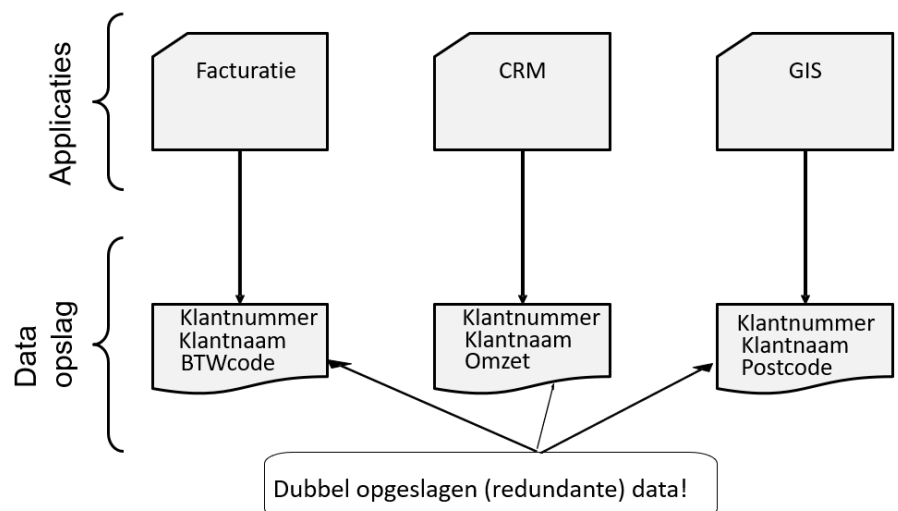 Applicaties
Facturatie
CRM
GIS
Data
opslag
Klantnummer
Klantnaam
BTWcode
Klantnummer
Klantnaam
Omzet
Klantnummer
Klantnaam
Postcode
Dubbel opgeslagen (redundante) data!